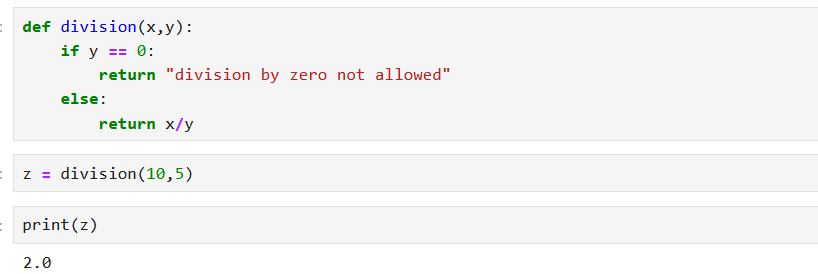 def division(x,y):
    if y == 0:
        return "division by zero not allowed"
    else:
        return x/y
z = division(10,5)
print(z)
2.0